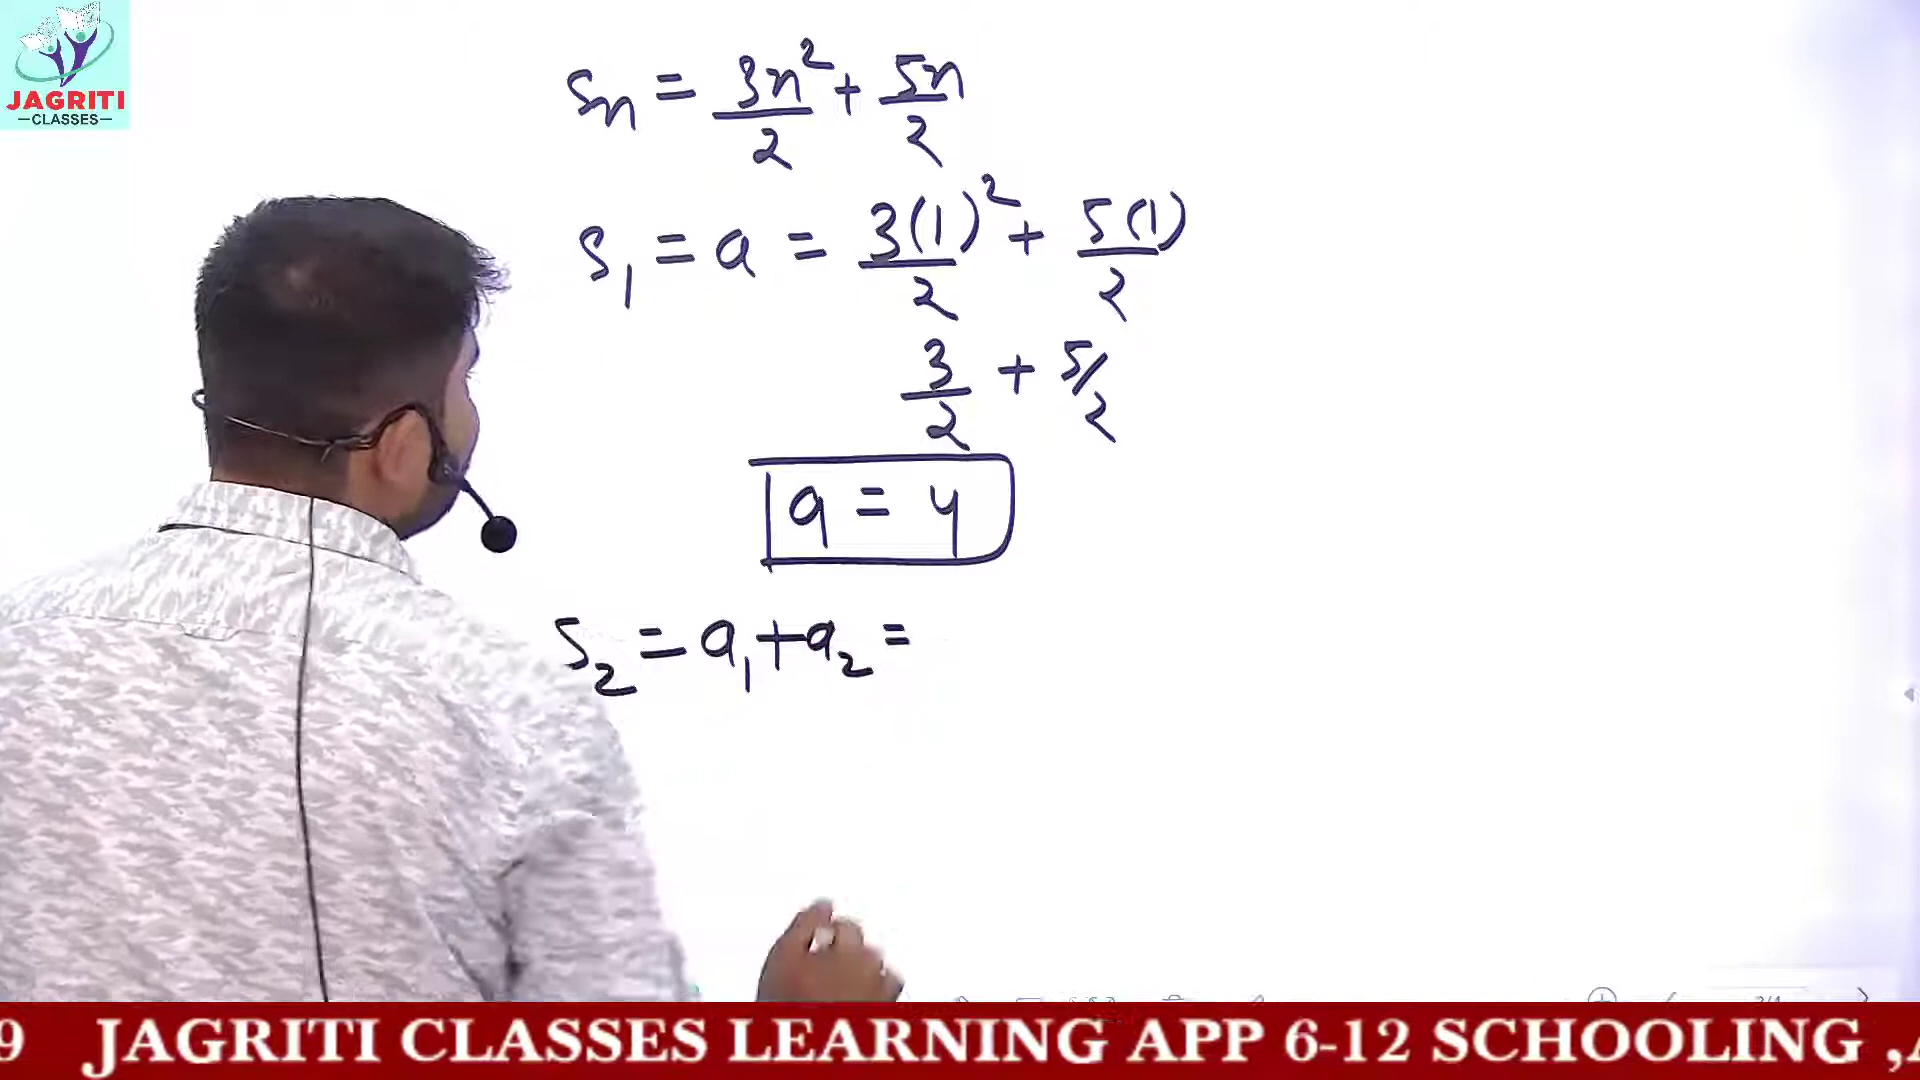 JAGRITI
—CLASSES—
Sn = 3n²/2 + 5n/2
S₁ = a = 3(1)²/2 + 5(1)/2
3/2 + 5/2
a = 4
S₂ = a₁ + a₂ =
9 JAGRITI CLASSES LEARNING APP 6-12 SCHOOLING ,